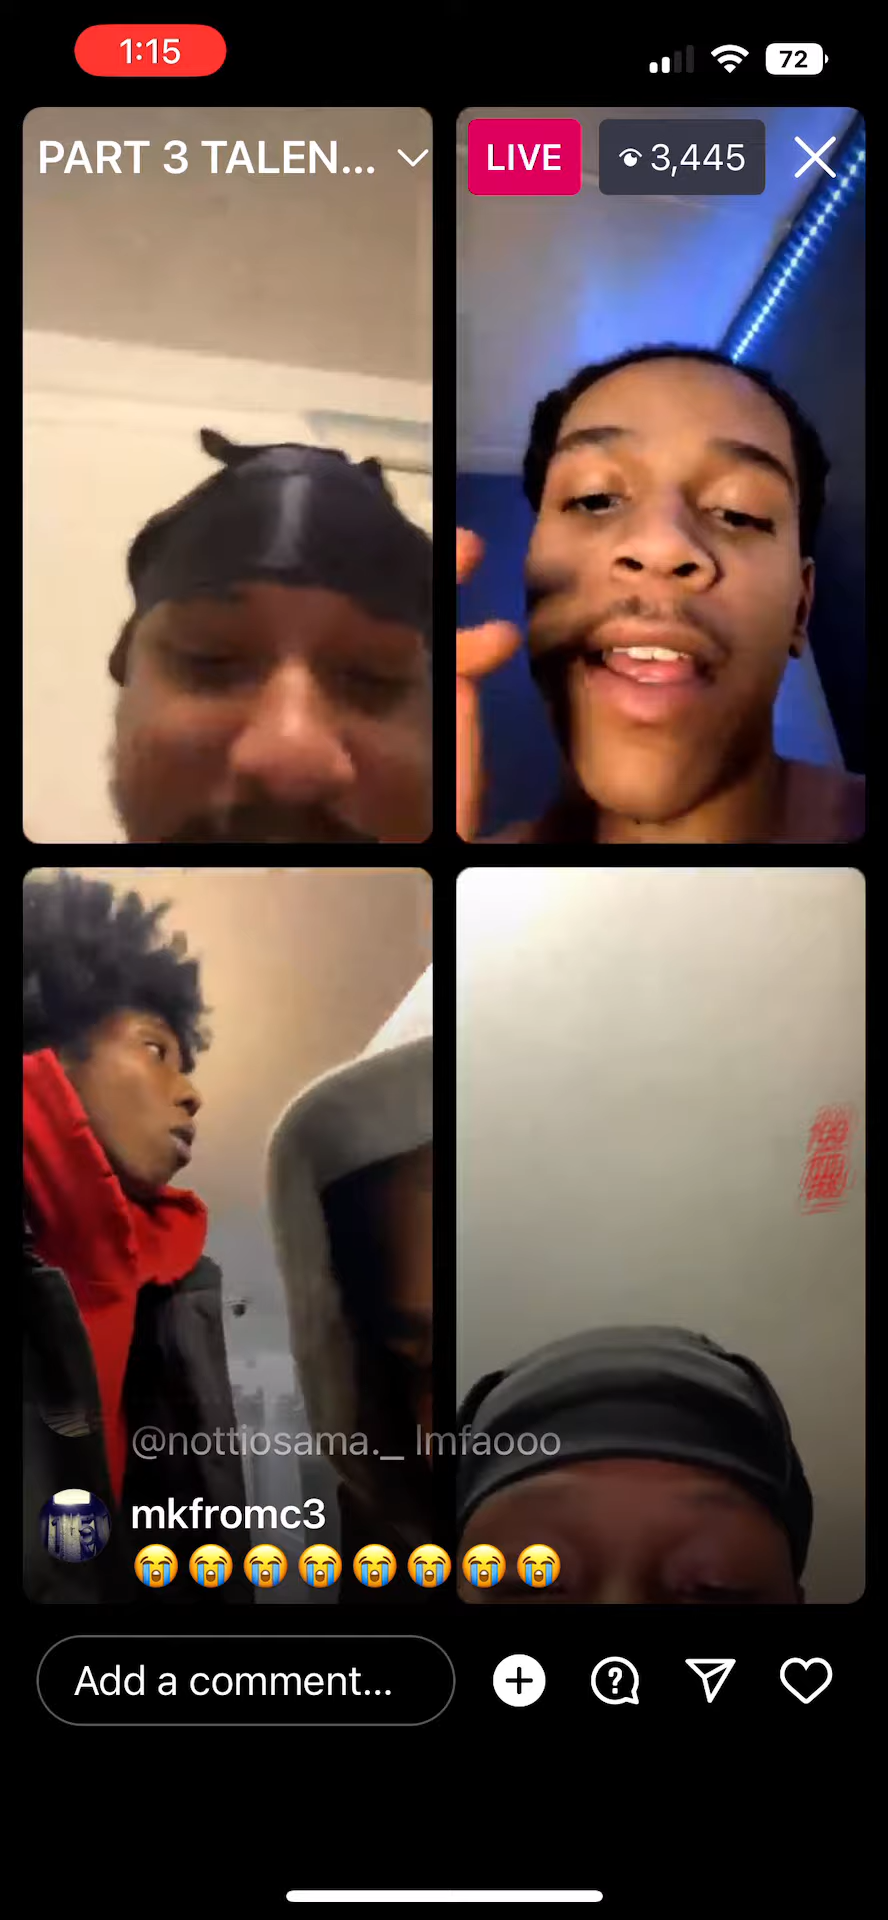 1:15
72
PART 3 TALEN...
LIVE
3,445
@nottiosama._ lmfaooo
mkfromc3
😭😭😭😭😭😭😭😭
Add a comment...